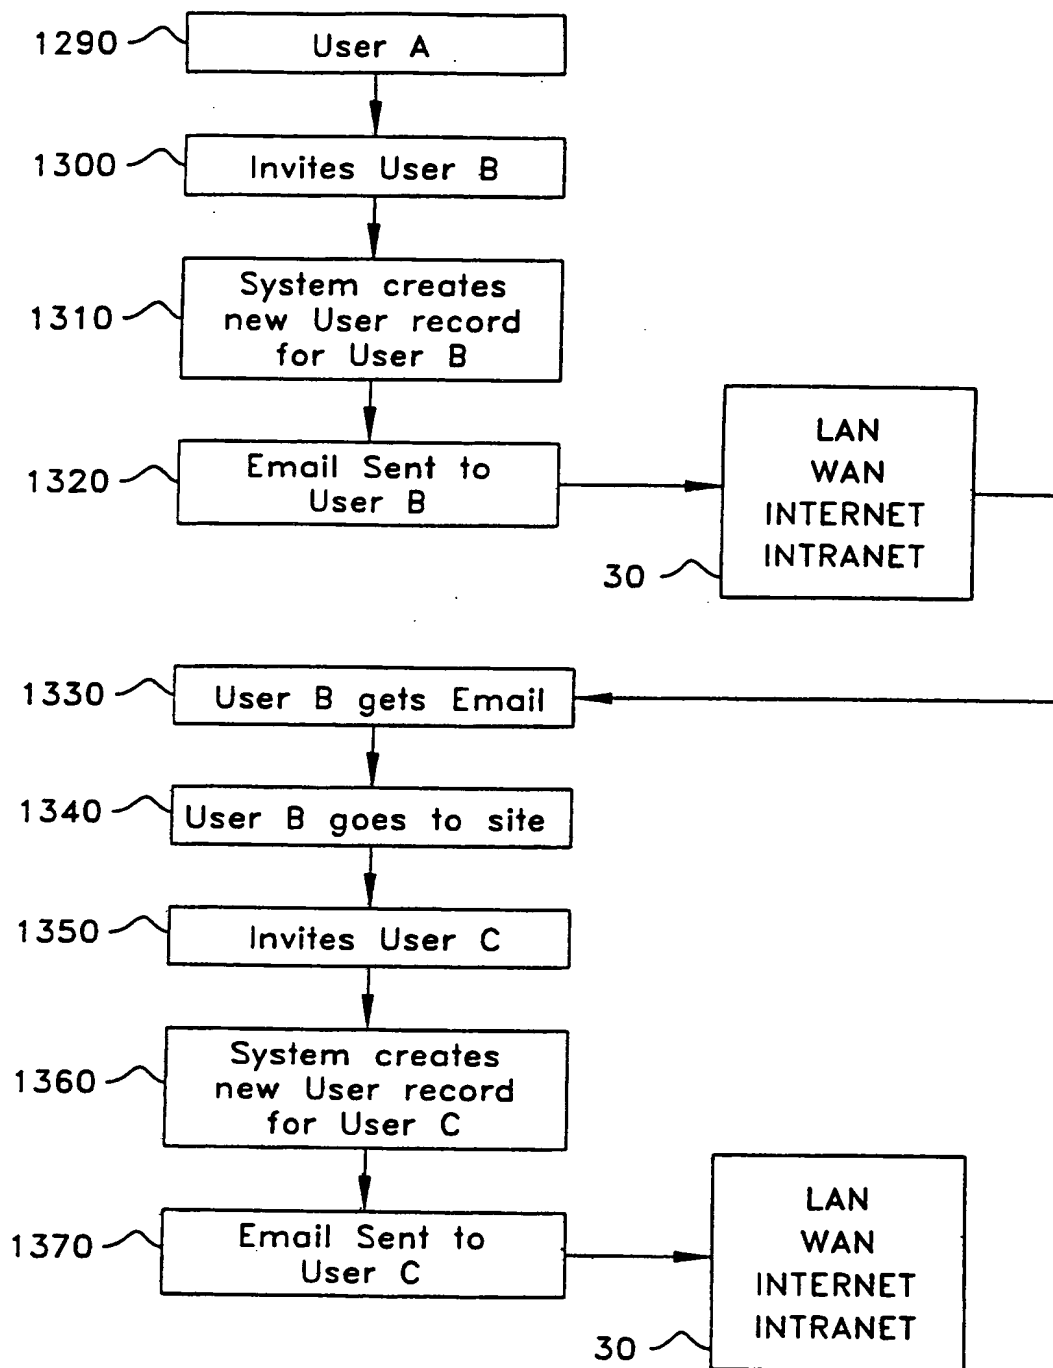 1290
User A
1300
Invites User B
1310
System creates
new User record
for User B
1320
Email Sent to
User B
LAN
WAN
INTERNET
INTRANET
30
1330
User B gets Email
1340
User B goes to site
1350
Invites User C
1360
System creates
new User record
for User C
1370
Email Sent to
User C
LAN
WAN
INTERNET
INTRANET
30